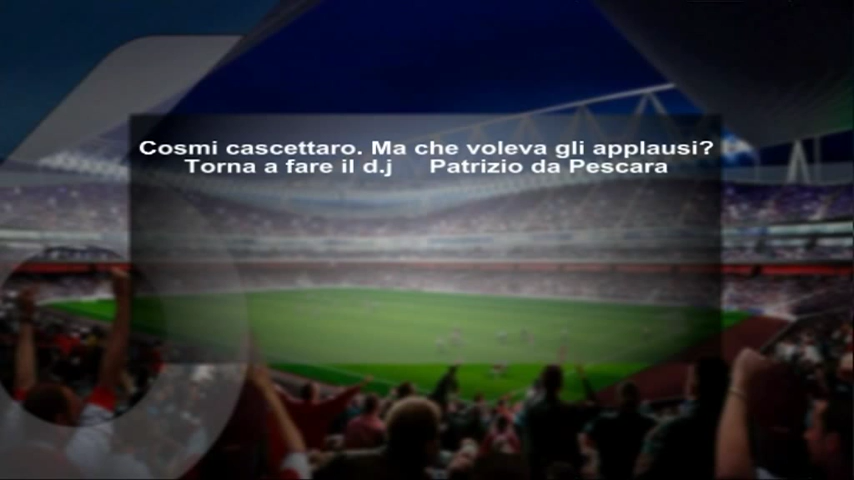 Cosmi cascettaro. Ma che voleva gli applausi?
Torna a fare il d.j Patrizio da Pescara